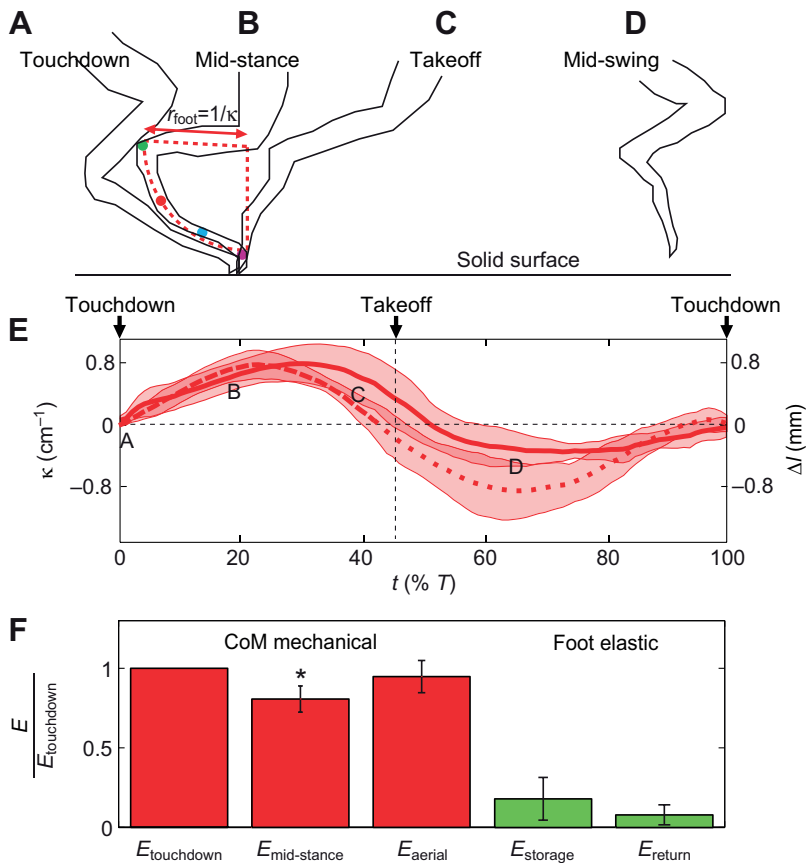 A B C D
Touchdown Mid-stance Takeoff Mid-swing
r_foot=1/κ
Solid surface
Touchdown Takeoff Touchdown
E
κ (cm⁻¹)
0.8
0
–0.8
A B C D
0.8
0
–0.8
Δl (mm)
0 20 40 60 80 100
t (% T)
F
E
E_touchdown
1
0.5
0
CoM mechanical Foot elastic
*
E_touchdown E_mid-stance E_aerial E_storage E_return